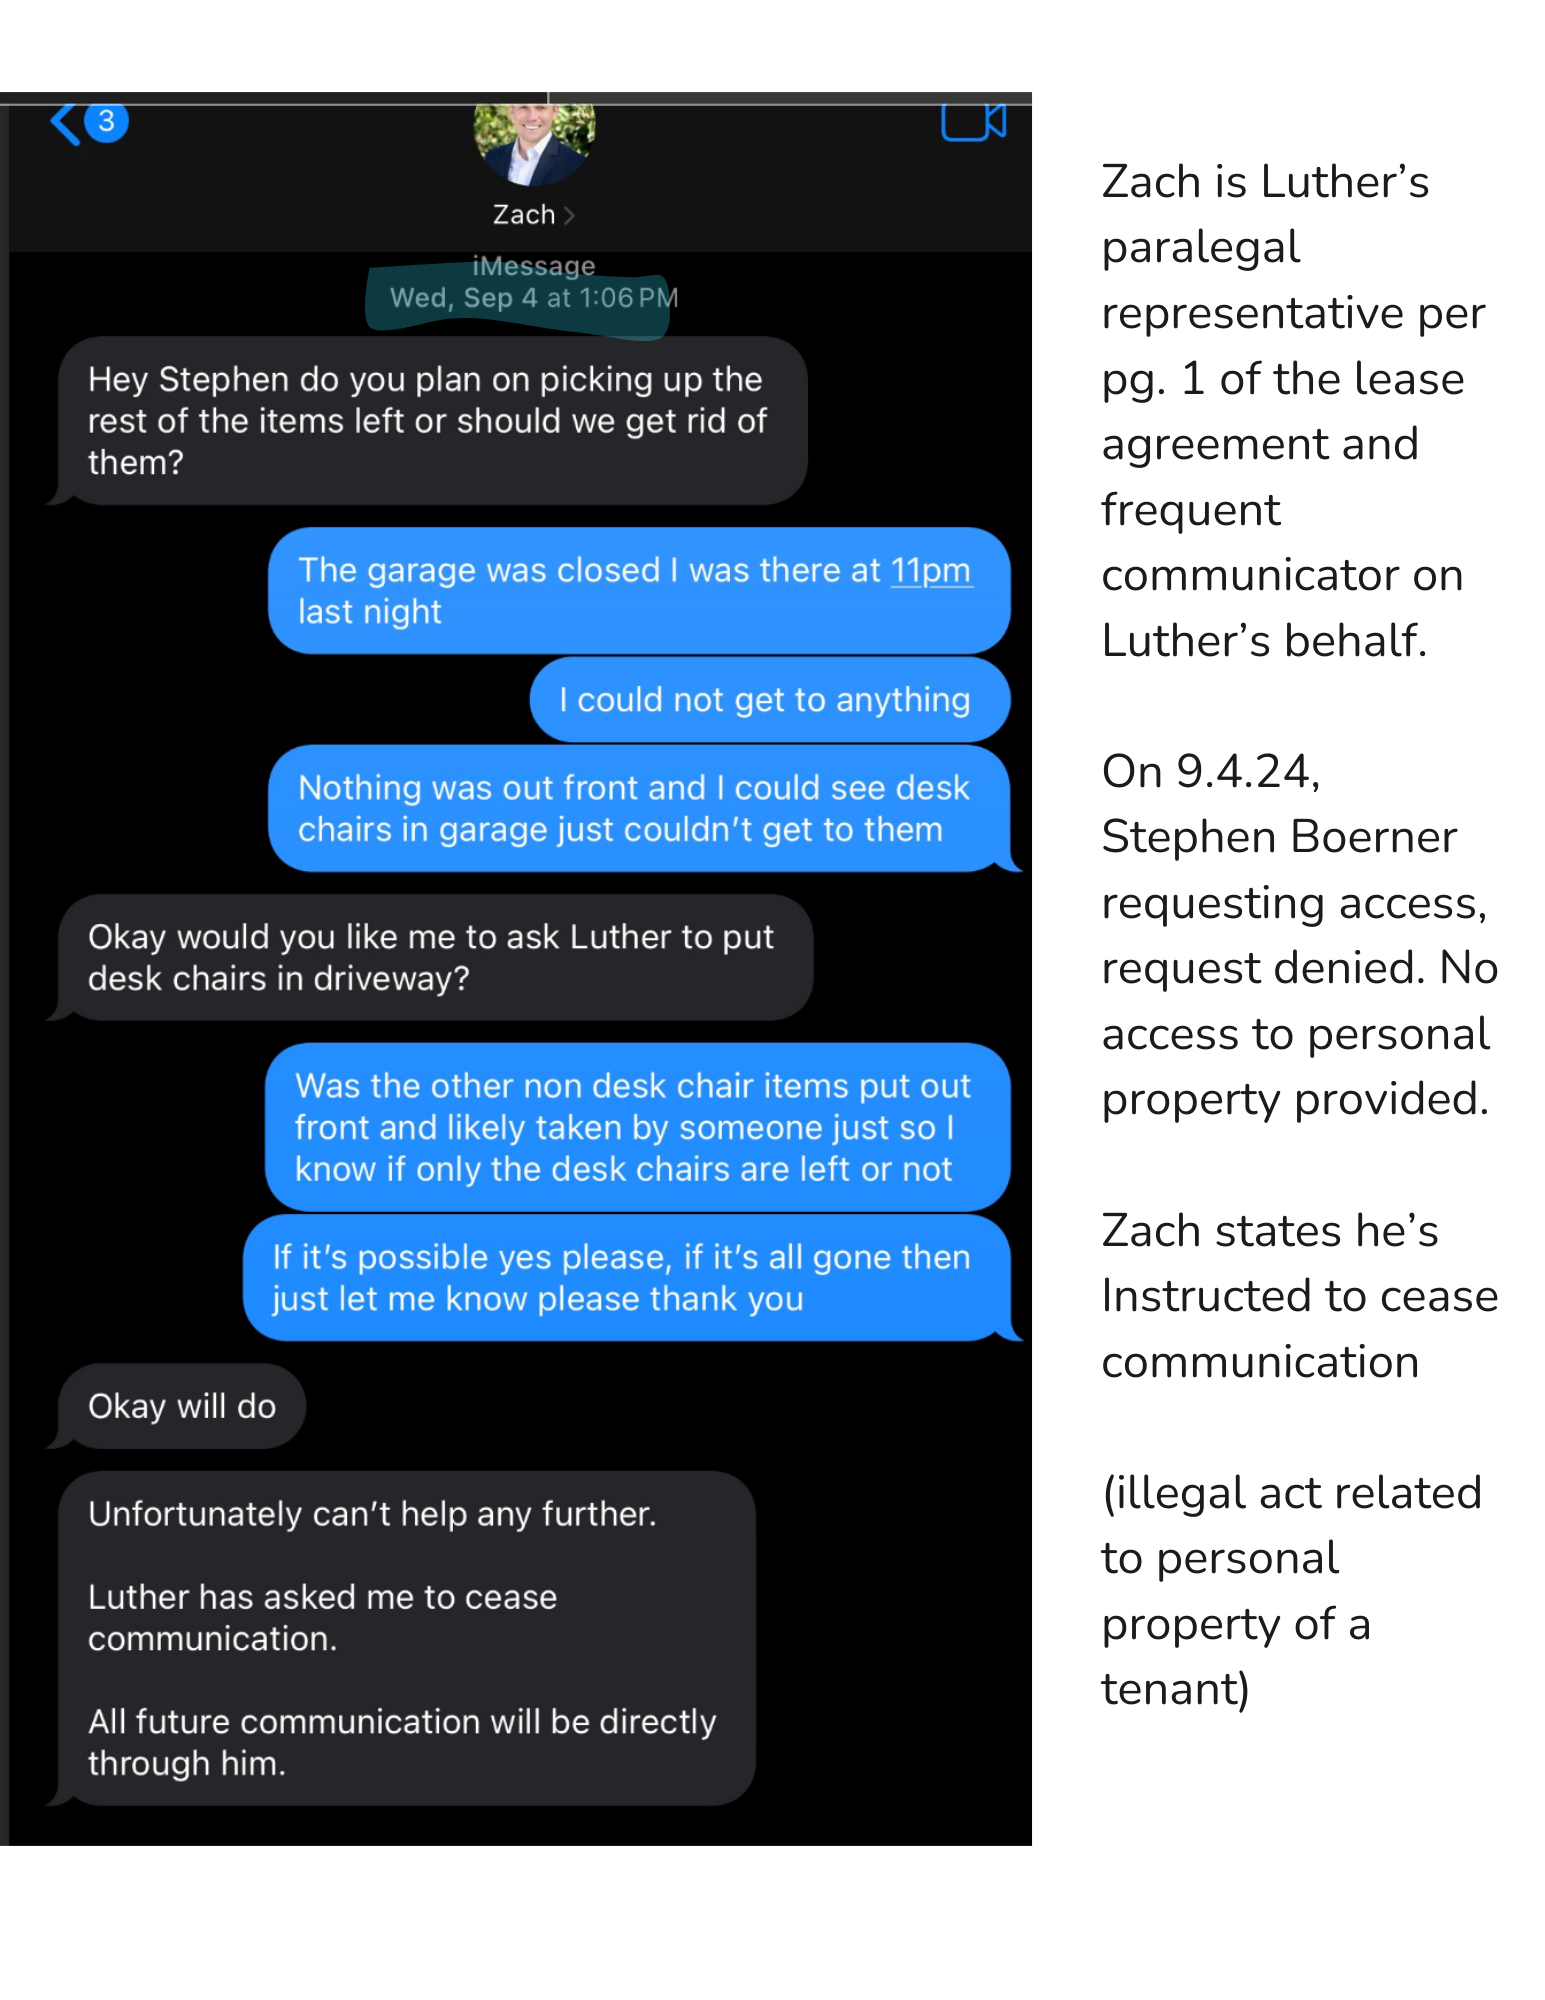 3
Zach
iMessage
Wed, Sep 4 at 1:06 PM
Hey Stephen do you plan on picking up the
rest of the items left or should we get rid of
them?
The garage was closed I was there at 11pm
last night
I could not get to anything
Nothing was out front and I could see desk
chairs in garage just couldn't get to them
Okay would you like me to ask Luther to put
desk chairs in driveway?
Was the other non desk chair items put out
front and likely taken by someone just so I
know if only the desk chairs are left or not
If it's possible yes please, if it's all gone then
just let me know please thank you
Okay will do
Unfortunately can't help any further.
Luther has asked me to cease
communication.
All future communication will be directly
through him.
Zach is Luther's
paralegal
representative per
pg. 1 of the lease
agreement and
frequent
communicator on
Luther's behalf.
On 9.4.24,
Stephen Boerner
requesting access,
request denied. No
access to personal
property provided.
Zach states he's
Instructed to cease
communication
(illegal act related
to personal
property of a
tenant)